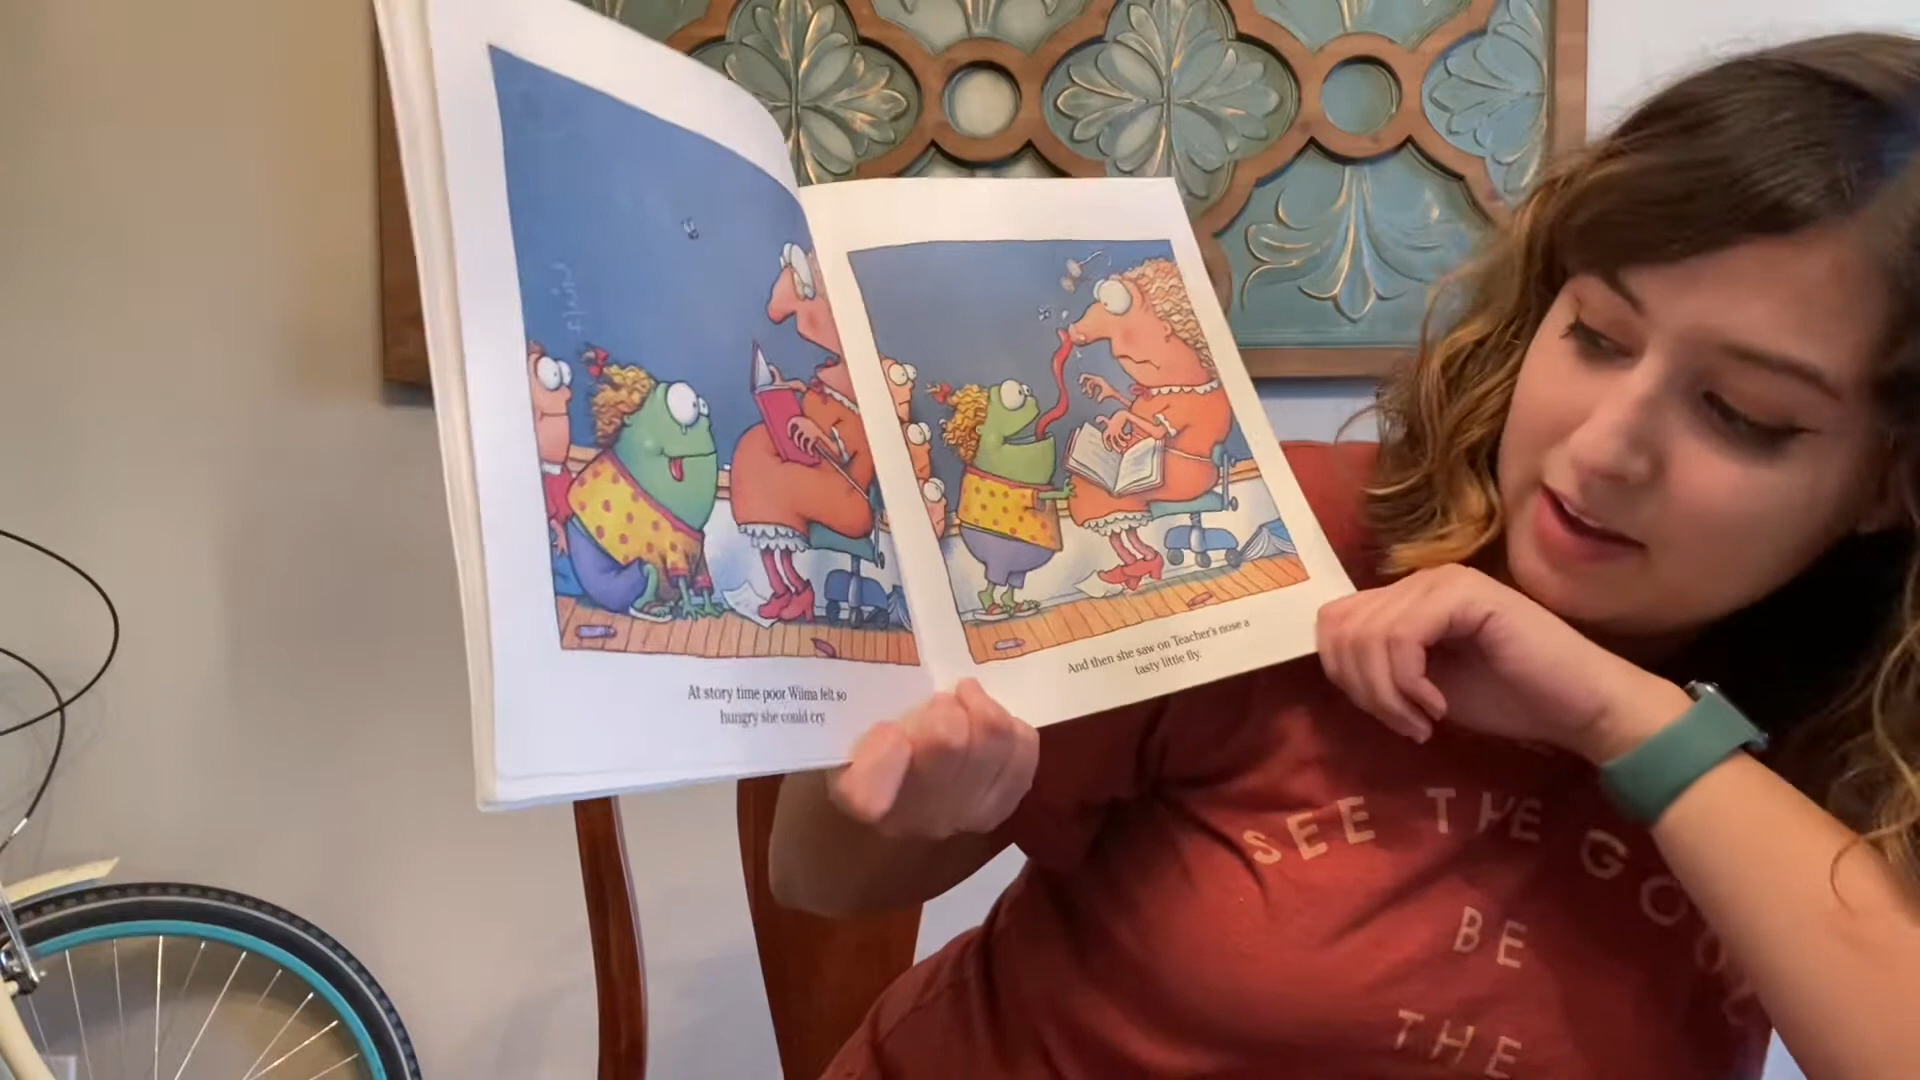 At story time poor Wilma felt so
hungry she could cry.
And then she saw on Teacher's nose a
tasty little fly.
SEE THE GOOD
BE
THE